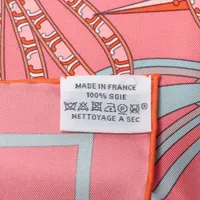 MADE IN FRANCE
100% SOIE
NETTOYAGE A SEC